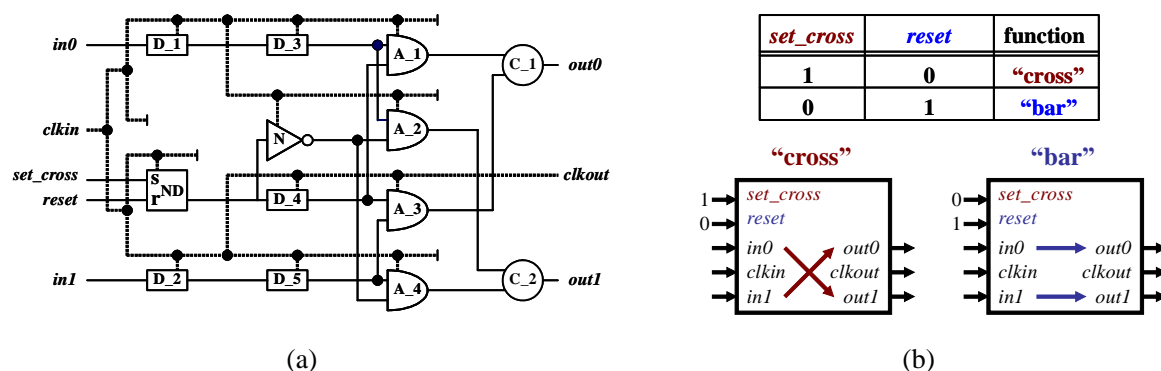 in0
D_1
D_3
A_1
C_1
out0
clkin
N
A_2
set_cross
s
ND
clkout
reset
r
D_4
A_3
in1
D_2
D_5
A_4
C_2
out1
(a)
set_cross reset function
1 0 “cross”
0 1 “bar”
“cross”
1
set_cross
0
reset
in0 out0
clkin clkout
in1 out1
“bar”
0
set_cross
1
reset
in0 out0
clkin clkout
in1 out1
(b)